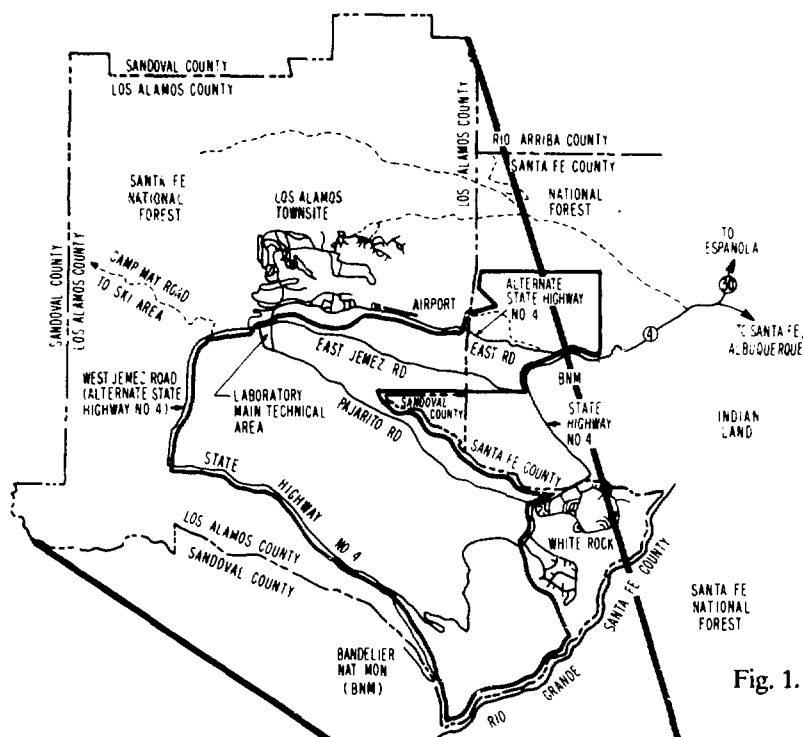 SANDOVAL COUNTY
LOS ALAMOS COUNTY
LOS ALAMOS COUNTY
RIO ARRIBA COUNTY
SANTA FE COUNTY
NATIONAL
FOREST
SANTA FE
NATIONAL
FOREST
LOS ALAMOS
TOWNSITE
TO
ESPANOLA
30
SANDOVAL COUNTY
LOS ALAMOS COUNTY
CAMP MAY ROAD
TO SKI AREA
AIRPORT
ALTERNATE
STATE HIGHWAY
NO 4
4
TO SANTA FE,
ALBUQUERQUE
EAST JEMEZ RD
EAST RD
BNM
WEST JEMEZ ROAD
(ALTERNATE STATE
HIGHWAY NO 4)
LABORATORY
MAIN TECHNICAL
AREA
PAJARITO RD
SANDOVAL
COUNTY
STATE
HIGHWAY
NO 4
INDIAN
LAND
SANTA FE COUNTY
STATE
HIGHWAY
NO 4
LOS ALAMOS COUNTY
SANDOVAL COUNTY
WHITE ROCK
SANTA FE COUNTY
SANTA FE
NATIONAL
FOREST
BANDELIER
NAT MON
(BNM)
RIO
GRANDE
Fig. 1.